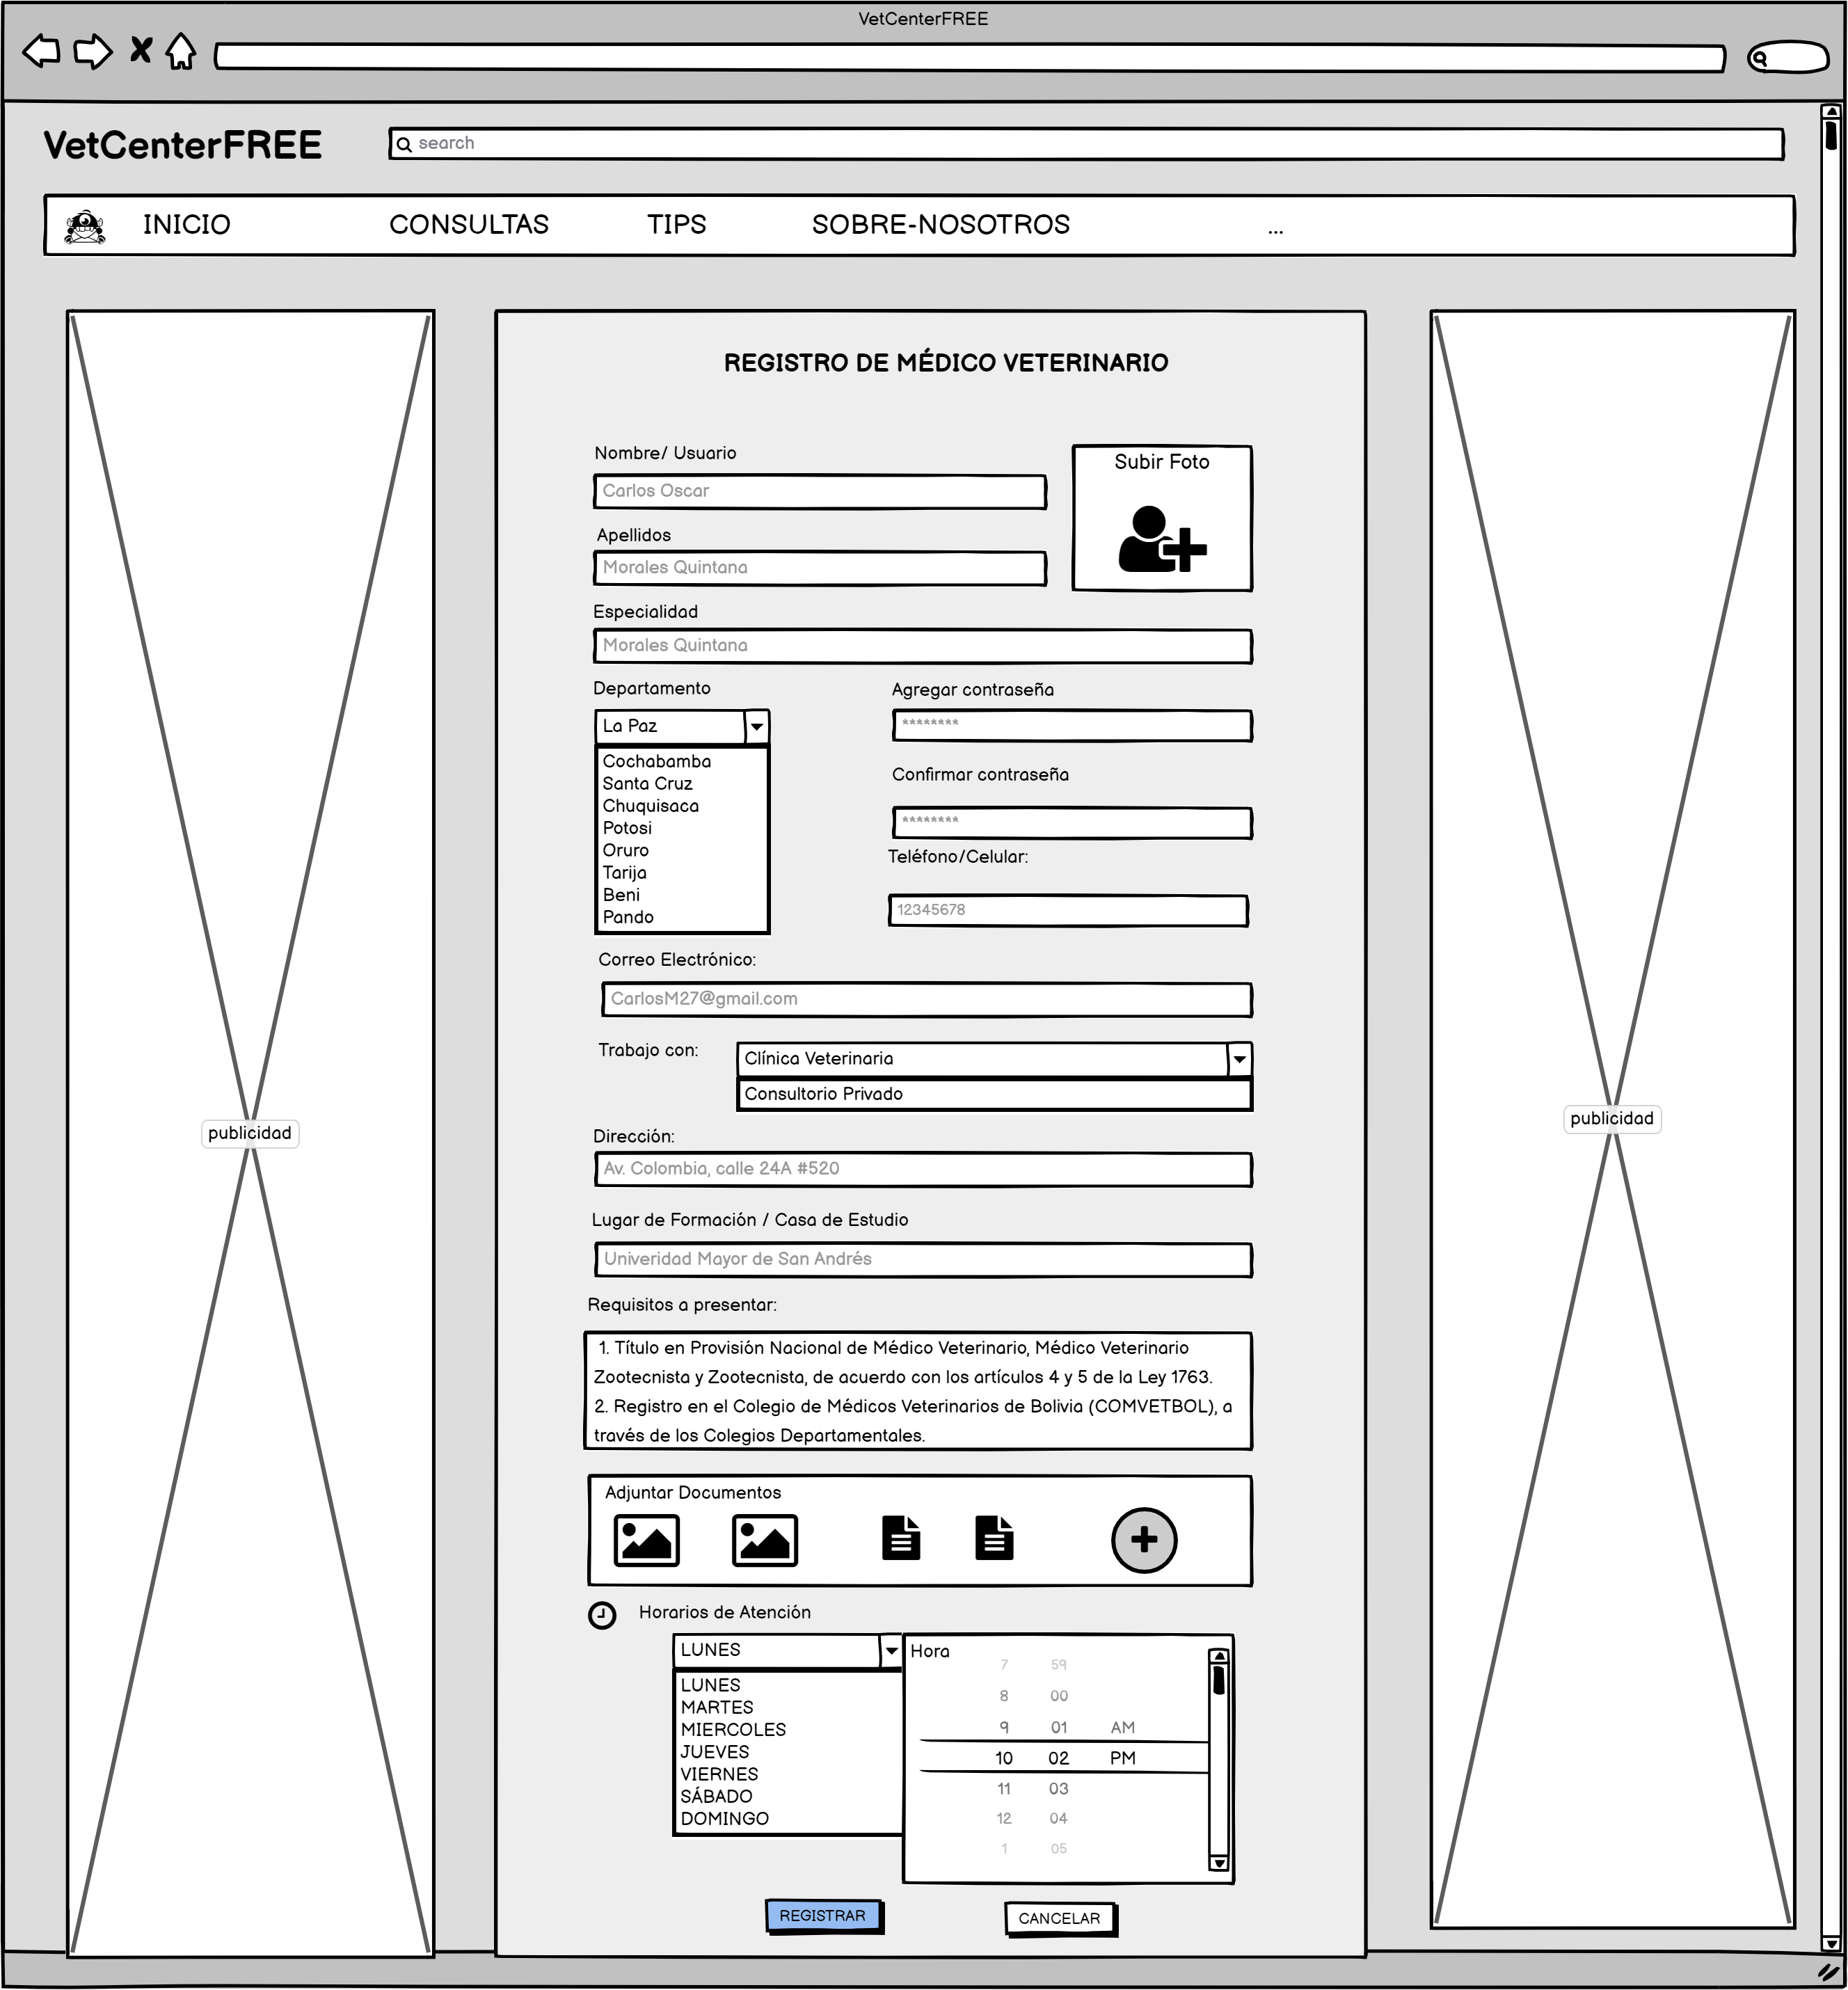 VetCenterFREE
VetCenterFREE
search
INICIO CONSULTAS TIPS SOBRE-NOSOTROS ...
REGISTRO DE MÉDICO VETERINARIO
Nombre/ Usuario
Carlos Oscar
Subir Foto
Apellidos
Morales Quintana
Especialidad
Morales Quintana
Departamento
La Paz
Cochabamba
Santa Cruz
Chuquisaca
Potosi
Oruro
Tarija
Beni
Pando
Agregar contraseña
********
Confirmar contraseña
********
Teléfono/Celular:
12345678
Correo Electrónico:
CarlosM27@gmail.com
Trabajo con:
Clínica Veterinaria
Consultorio Privado
publicidad
publicidad
Dirección:
Av. Colombia, calle 24A #520
Lugar de Formación / Casa de Estudio
Univeridad Mayor de San Andrés
Requisitos a presentar:
1. Título en Provisión Nacional de Médico Veterinario, Médico Veterinario
Zootecnista y Zootecnista, de acuerdo con los artículos 4 y 5 de la Ley 1763.
2. Registro en el Colegio de Médicos Veterinarios de Bolivia (COMVETBOL), a
través de los Colegios Departamentales.
Adjuntar Documentos
Horarios de Atención
LUNES
LUNES
MARTES
MIERCOLES
JUEVES
VIERNES
SÁBADO
DOMINGO
Hora
7 59
8 00
9 01 AM
10 02 PM
11 03
12 04
1 05
REGISTRAR
CANCELAR